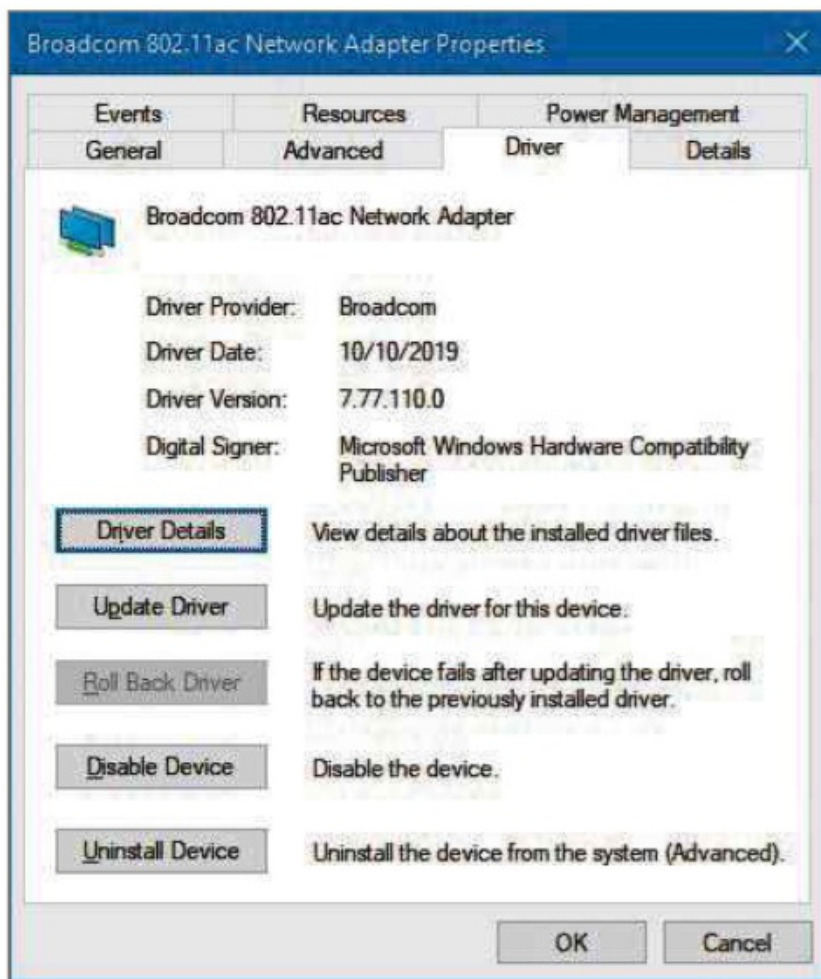 Broadcom 802.11ac Network Adapter Properties
Events Resources Power Management
General Advanced Driver Details
Broadcom 802.11ac Network Adapter
Driver Provider: Broadcom
Driver Date: 10/10/2019
Driver Version: 7.77.110.0
Digital Signer: Microsoft Windows Hardware Compatibility
Publisher
Driver Details View details about the installed driver files.
Update Driver Update the driver for this device.
Roll Back Driver If the device fails after updating the driver, roll
back to the previously installed driver.
Disable Device Disable the device.
Uninstall Device Uninstall the device from the system (Advanced).
OK Cancel